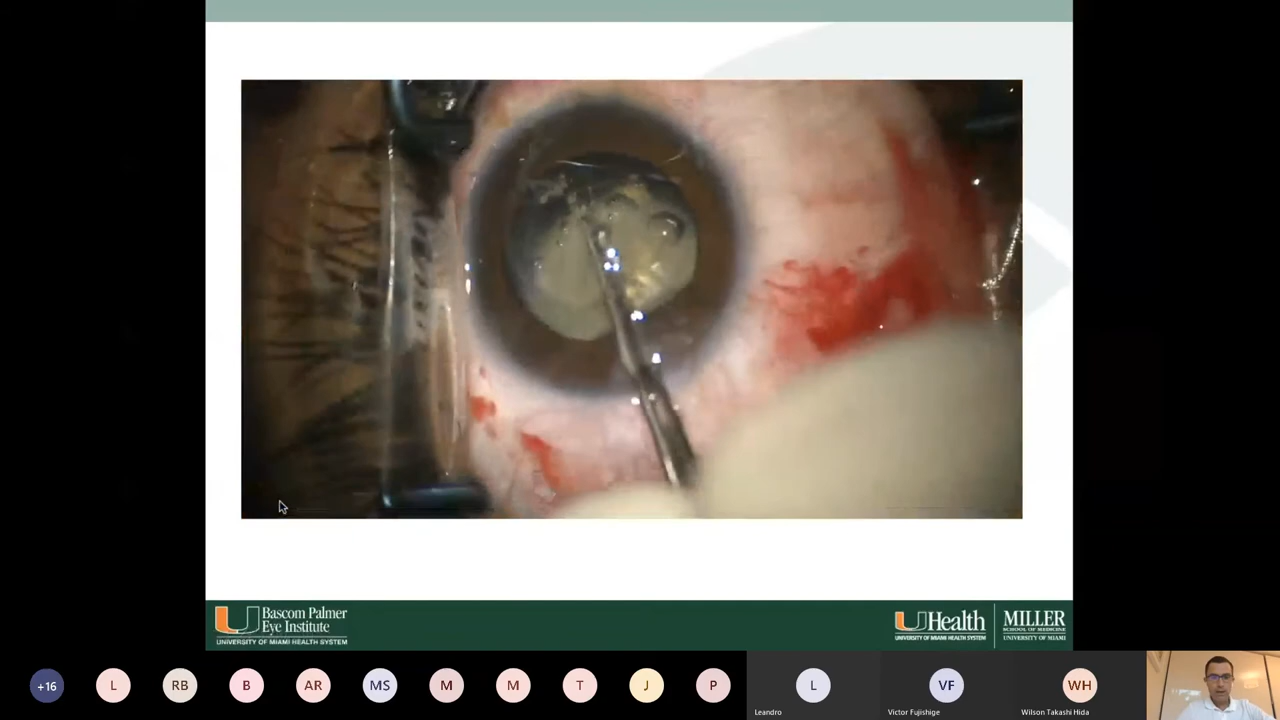 Bascom Palmer
Eye Institute
UNIVERSITY OF MIAMI HEALTH SYSTEM
UHealth
UNIVERSITY OF MIAMI HEALTH SYSTEM
MILLER
SCHOOL OF MEDICINE
UNIVERSITY OF MIAMI
+16
L
RB
B
AR
MS
M
M
T
J
P
L
VF
WH
Leandro
Victor Fujishige
Wilson Takashi Hida